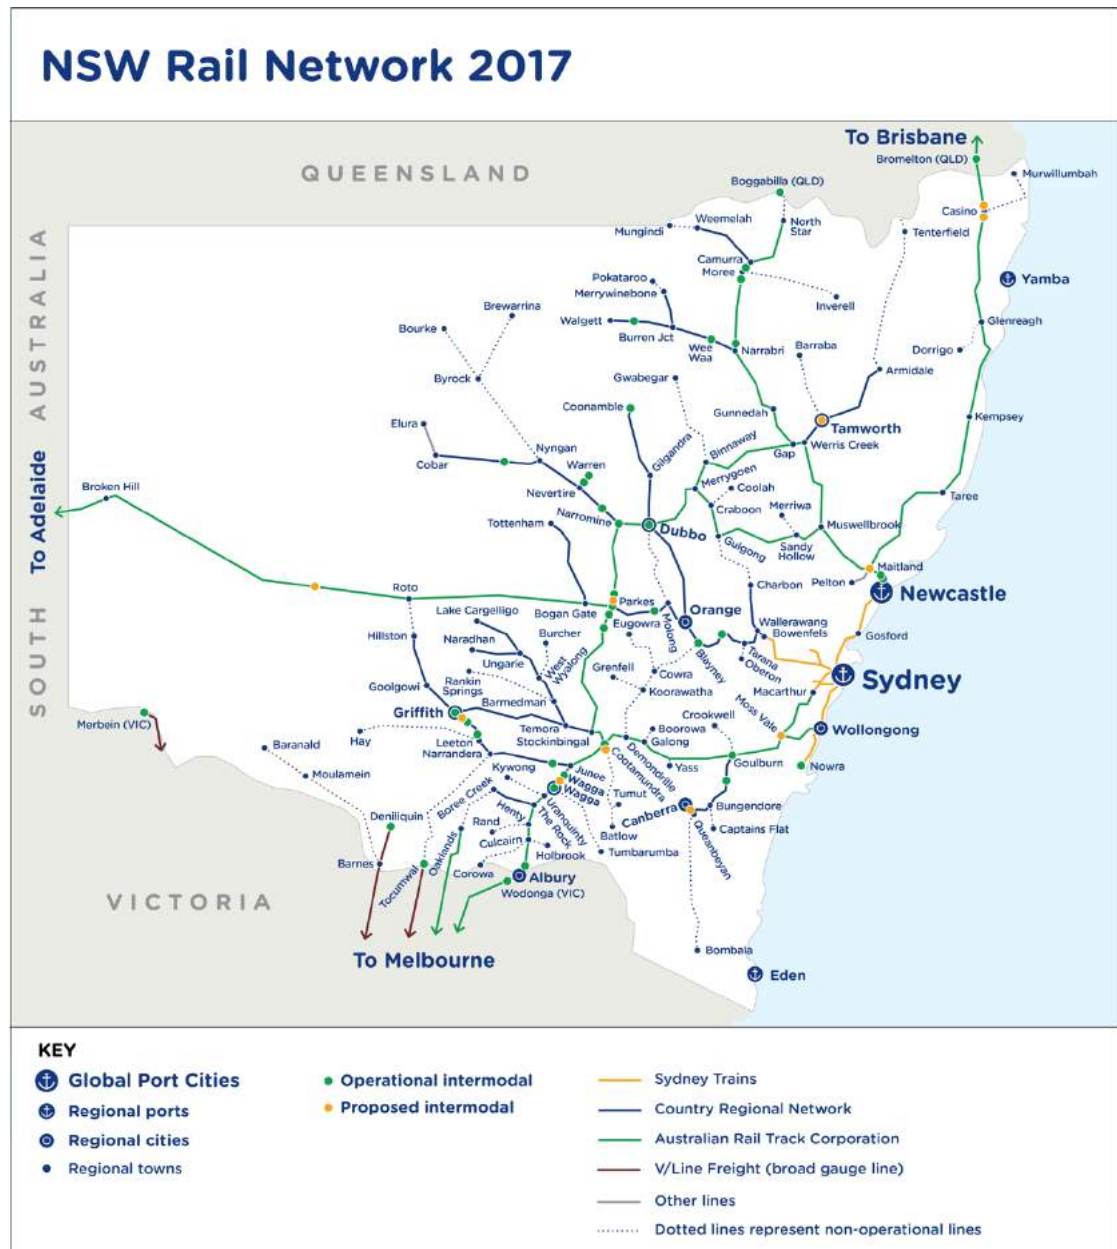 NSW Rail Network 2017
To Brisbane
Bromelton (QLD)
QUEENSLAND
Murwillumbah
Boggabilla (QLD)
Casino
Weemelah
North
Star
Mungindi
Tenterfield
SOUTH AUSTRALIA
To Adelaide
Camurra
Moree
Yamba
Pokataroo
Merrywinebone
Inverell
Brewarrina
Walgett
Glenreagh
Bourke
Burren Jct
Wee
Waa
Narrabri
Barraba
Dorrigo
Armidale
Byrock
Gwabegar
Coonamble
Gunnedah
Kempsey
Elura
Tamworth
Binnaway
Gap
Werris Creek
Nyngan
Gilgandra
Cobar
Warren
Merrygoen
Broken Hill
Nevertire
Coolah
Taree
Craboon
Merriwa
Tottenham
Narromine
Dubbo
Muswellbrook
Gulgong
Sandy
Hollow
Maitland
Pelton
Charbon
Newcastle
Roto
Parkes
Lake Cargelligo
Bogan Gate
Orange
Eugowra
Molong
Wallerawang
Bowenfels
Gosford
Hillston
Naradhan
Burcher
West
Wyalong
Ungarie
Grenfell
Blayney
Tarana
Oberon
Cowra
Sydney
Rankin
Springs
Goolgowi
Koorawatha
Macarthur
Barmedman
Moss Vale
Griffith
Crookwell
Merbein (VIC)
Temora
Stockinbingal
Boorowa
Galong
Wollongong
Hay
Leeton
Narrandera
Baranald
Demondrille
Cootamundra
Yass
Goulburn
Nowra
Junee
Kywong
Wagga
Wagga
Moulamein
Boree Creek
Tumut
Canberra
Bungendore
Uranquinty
The Rock
Henty
Deniliquin
Rand
Batlow
Queanbeyan
Captains Flat
Culcairn
Oaklands
Holbrook
Tumbarumba
Barnes
Corowa
Albury
Tocumwal
Wodonga (VIC)
VICTORIA
Bombala
To Melbourne
Eden
KEY
Global Port Cities
Regional ports
Regional cities
Regional towns
Operational intermodal
Proposed intermodal
Sydney Trains
Country Regional Network
Australian Rail Track Corporation
V/Line Freight (broad gauge line)
Other lines
Dotted lines represent non-operational lines